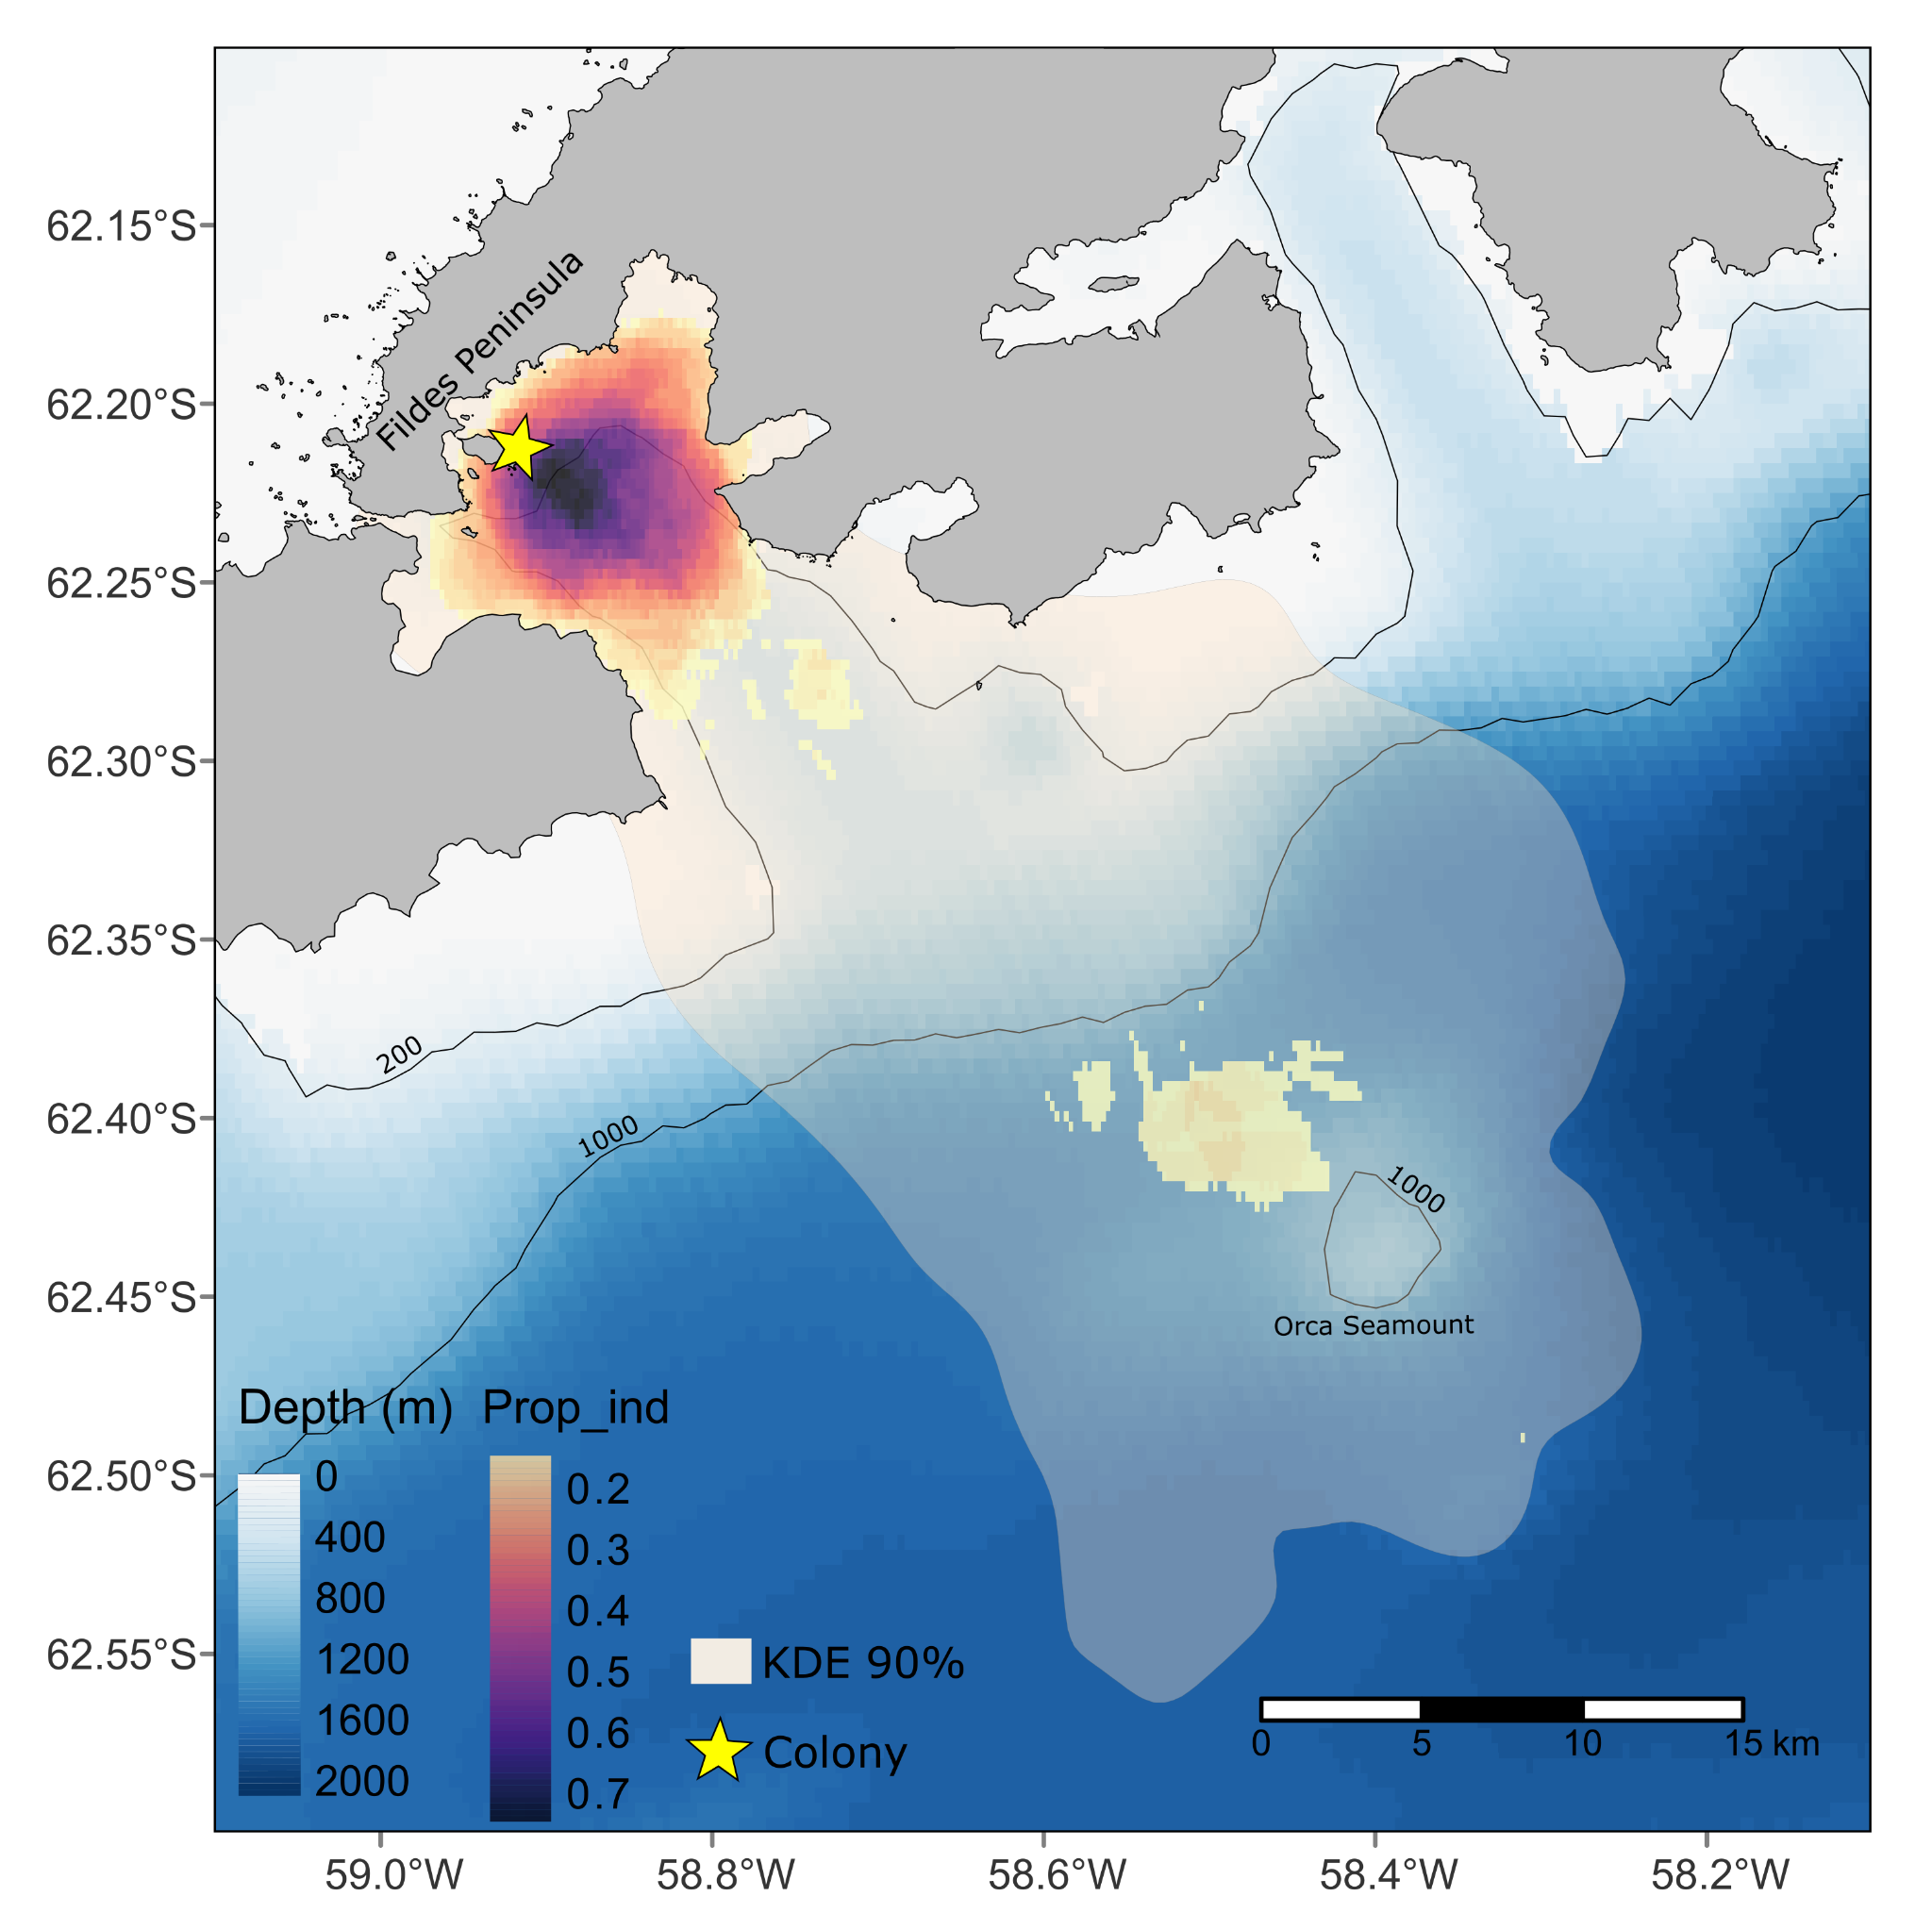 62.15°S
62.20°S
62.25°S
62.30°S
62.35°S
62.40°S
62.45°S
62.50°S
62.55°S
Fildes Peninsula
200
1000
1000
Orca Seamount
Depth (m)
0
400
800
1200
1600
2000
Prop_ind
0.2
0.3
0.4
0.5
0.6
0.7
KDE 90%
Colony
0 5 10 15 km
59.0°W 58.8°W 58.6°W 58.4°W 58.2°W